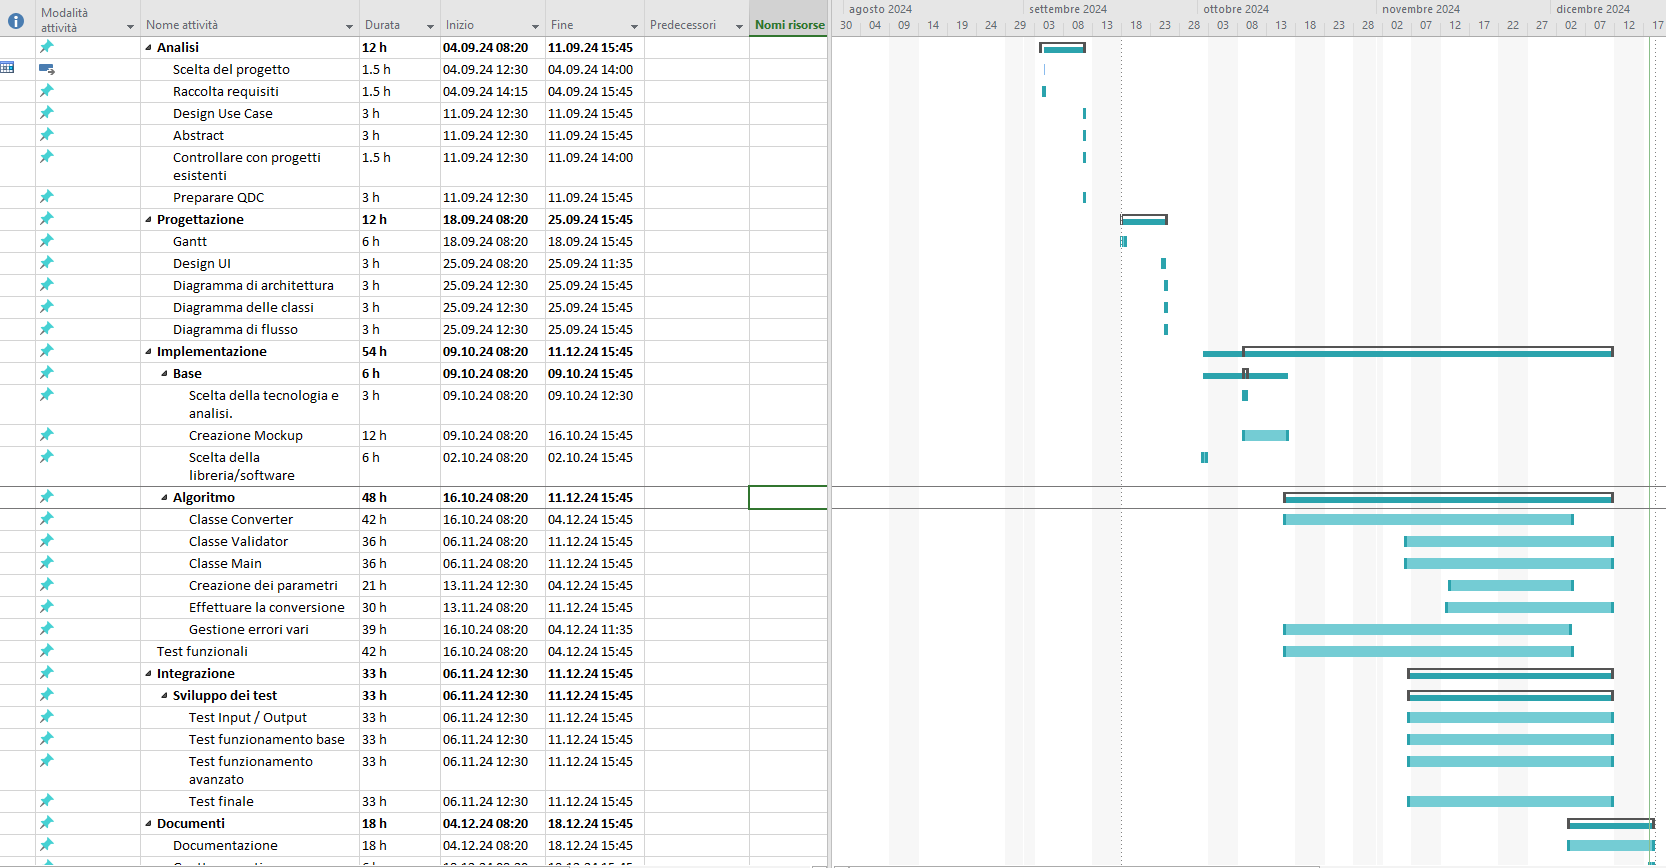 Modalità attività Nome attività Durata Inizio Fine Predecessori Nomi risorse
agosto 2024 settembre 2024 ottobre 2024 novembre 2024 dicembre 2024
30 04 09 14 19 24 29 03 08 13 18 23 28 03 08 13 18 23 28 02 07 12 17 22 27 02 07 12 17
Analisi 12 h 04.09.24 08:20 11.09.24 15:45
Scelta del progetto 1.5 h 04.09.24 12:30 04.09.24 14:00
Raccolta requisiti 1.5 h 04.09.24 14:15 04.09.24 15:45
Design Use Case 3 h 11.09.24 12:30 11.09.24 15:45
Abstract 3 h 11.09.24 12:30 11.09.24 15:45
Controllare con progetti esistenti 1.5 h 11.09.24 12:30 11.09.24 14:00
Preparare QDC 3 h 11.09.24 12:30 11.09.24 15:45
Progettazione 12 h 18.09.24 08:20 25.09.24 15:45
Gantt 6 h 18.09.24 08:20 18.09.24 15:45
Design UI 3 h 25.09.24 08:20 25.09.24 11:35
Diagramma di architettura 3 h 25.09.24 12:30 25.09.24 15:45
Diagramma delle classi 3 h 25.09.24 12:30 25.09.24 15:45
Diagramma di flusso 3 h 25.09.24 12:30 25.09.24 15:45
Implementazione 54 h 09.10.24 08:20 11.12.24 15:45
Base 6 h 09.10.24 08:20 09.10.24 15:45
Scelta della tecnologia e analisi. 3 h 09.10.24 08:20 09.10.24 12:30
Creazione Mockup 12 h 09.10.24 08:20 16.10.24 15:45
Scelta della libreria/software 6 h 02.10.24 08:20 02.10.24 15:45
Algoritmo 48 h 16.10.24 08:20 11.12.24 15:45
Classe Converter 42 h 16.10.24 08:20 04.12.24 15:45
Classe Validator 36 h 06.11.24 08:20 11.12.24 15:45
Classe Main 36 h 06.11.24 08:20 11.12.24 15:45
Creazione dei parametri 21 h 13.11.24 12:30 04.12.24 15:45
Effettuare la conversione 30 h 13.11.24 08:20 11.12.24 15:45
Gestione errori vari 39 h 16.10.24 08:20 04.12.24 11:35
Test funzionali 42 h 16.10.24 08:20 04.12.24 15:45
Integrazione 33 h 06.11.24 12:30 11.12.24 15:45
Sviluppo dei test 33 h 06.11.24 12:30 11.12.24 15:45
Test Input / Output 33 h 06.11.24 12:30 11.12.24 15:45
Test funzionamento base 33 h 06.11.24 12:30 11.12.24 15:45
Test funzionamento avanzato 33 h 06.11.24 12:30 11.12.24 15:45
Test finale 33 h 06.11.24 12:30 11.12.24 15:45
Documenti 18 h 04.12.24 08:20 18.12.24 15:45
Documentazione 18 h 04.12.24 08:20 18.12.24 15:45